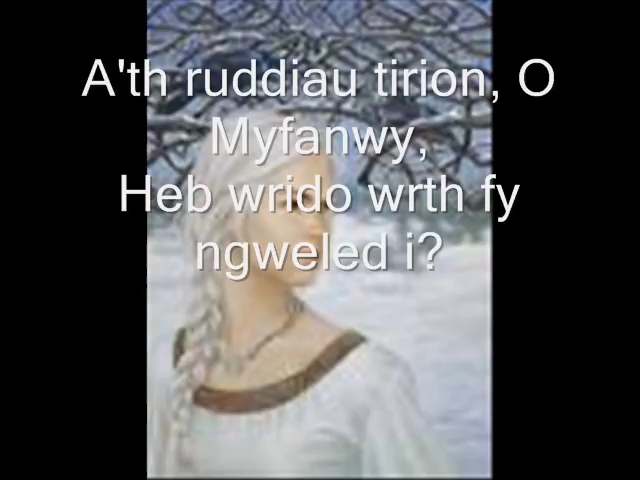 A'th ruddiau tirion, O
Myfanwy,
Heb wrido wrth fy
ngweled i?